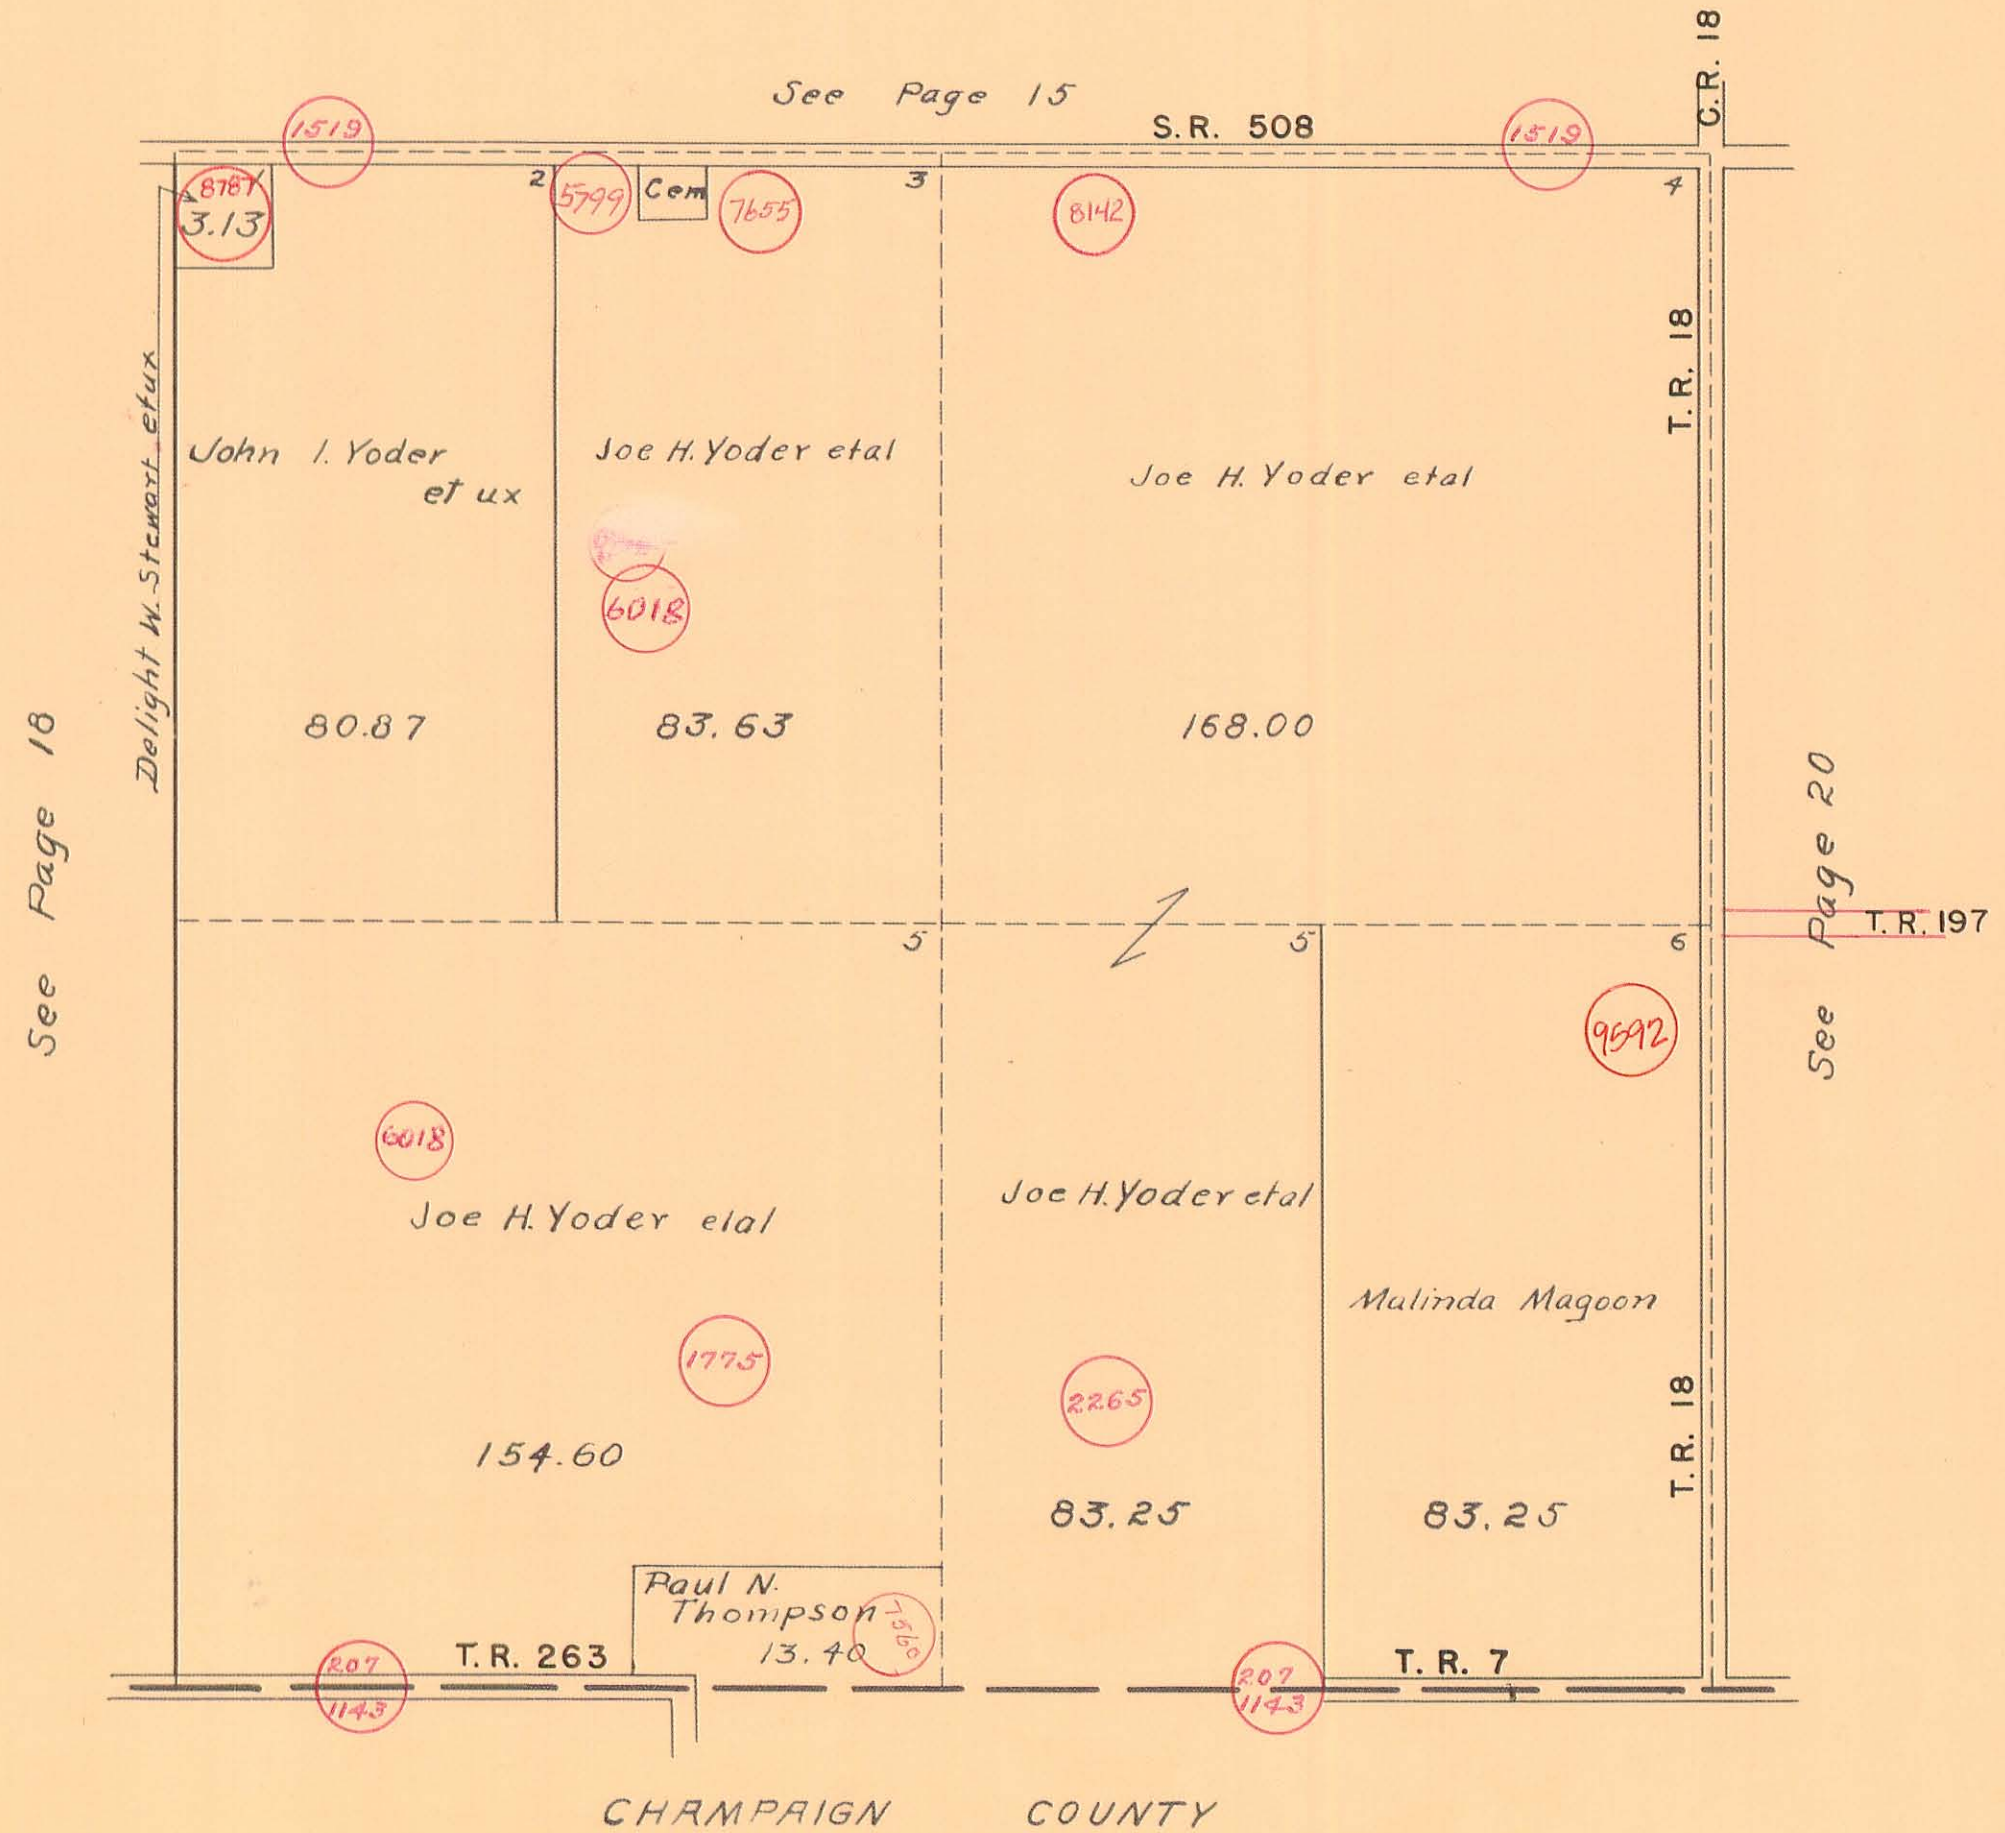 C.R. 18
See Page 15
S.R. 508
1519
1519
8787
3.13
2
5799
Cem
7655
3
8142
4
T.R. 18
Delight W. Stewart etux
John I. Yoder
et ux
Joe H. Yoder etal
Joe H. Yoder etal
6018
80.87
83.63
168.00
See Page 18
See Page 20
T.R. 197
5
5
6
9592
6018
Joe H. Yoder etal
Joe H. Yoder etal
Malinda Magoon
1775
2265
T.R. 18
154.60
83.25
83.25
Paul N.
Thompson
13.40
7560
T.R. 263
T.R. 7
207
1143
207
1143
CHAMPAIGN COUNTY